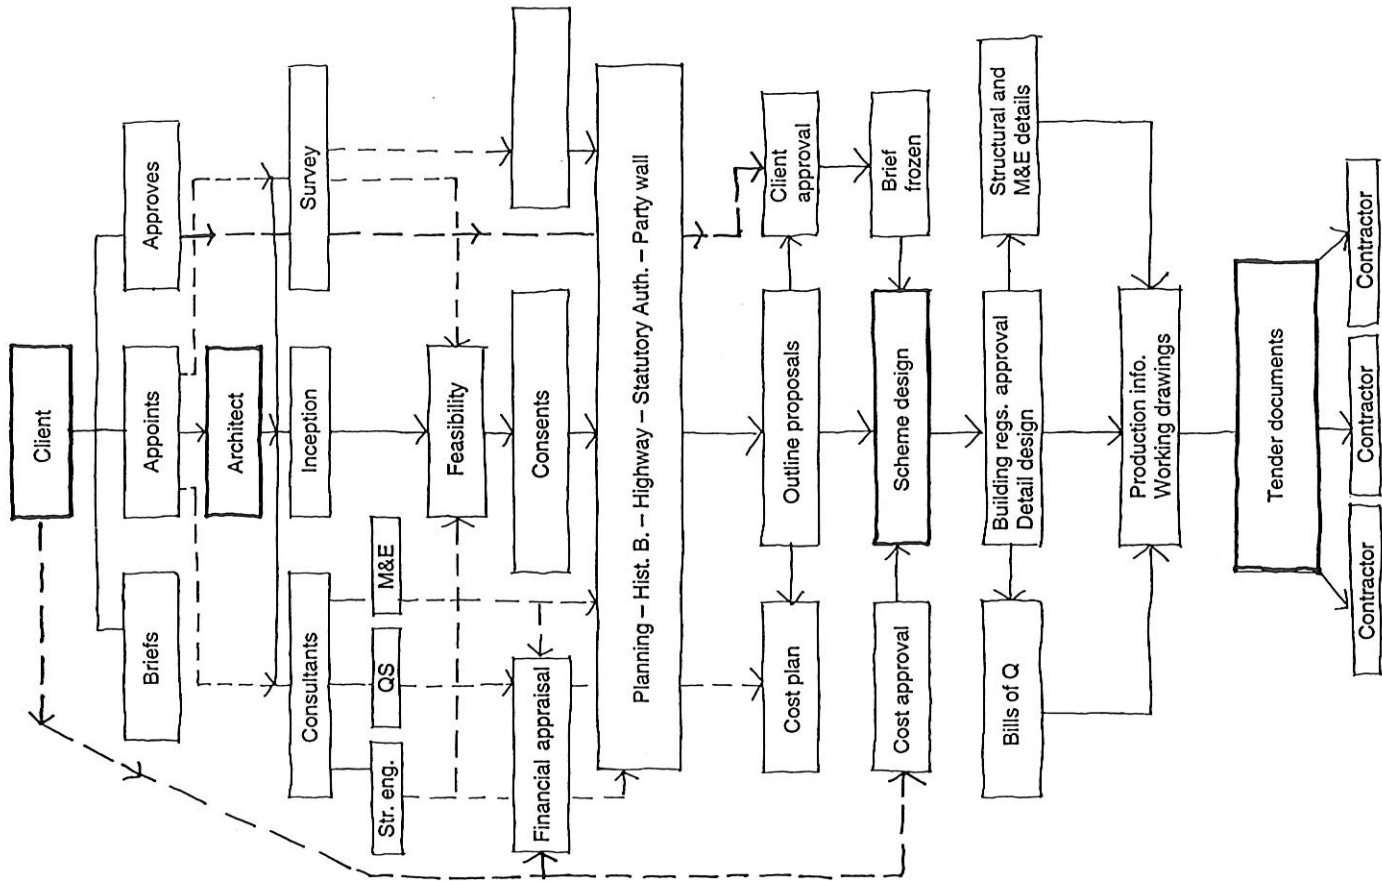 Client
Briefs
Appoints
Approves
Architect
Consultants
Inception
Survey
Str. eng.
QS
M&E
Feasibility
Financial appraisal
Consents
Planning – Hist. B. – Highway – Statutory Auth. – Party wall
Cost plan
Outline proposals
Client
approval
Cost approval
Scheme design
Brief
frozen
Bills of Q
Building regs. approval
Detail design
Structural and
M&E details
Production info.
Working drawings
Tender documents
Contractor
Contractor
Contractor